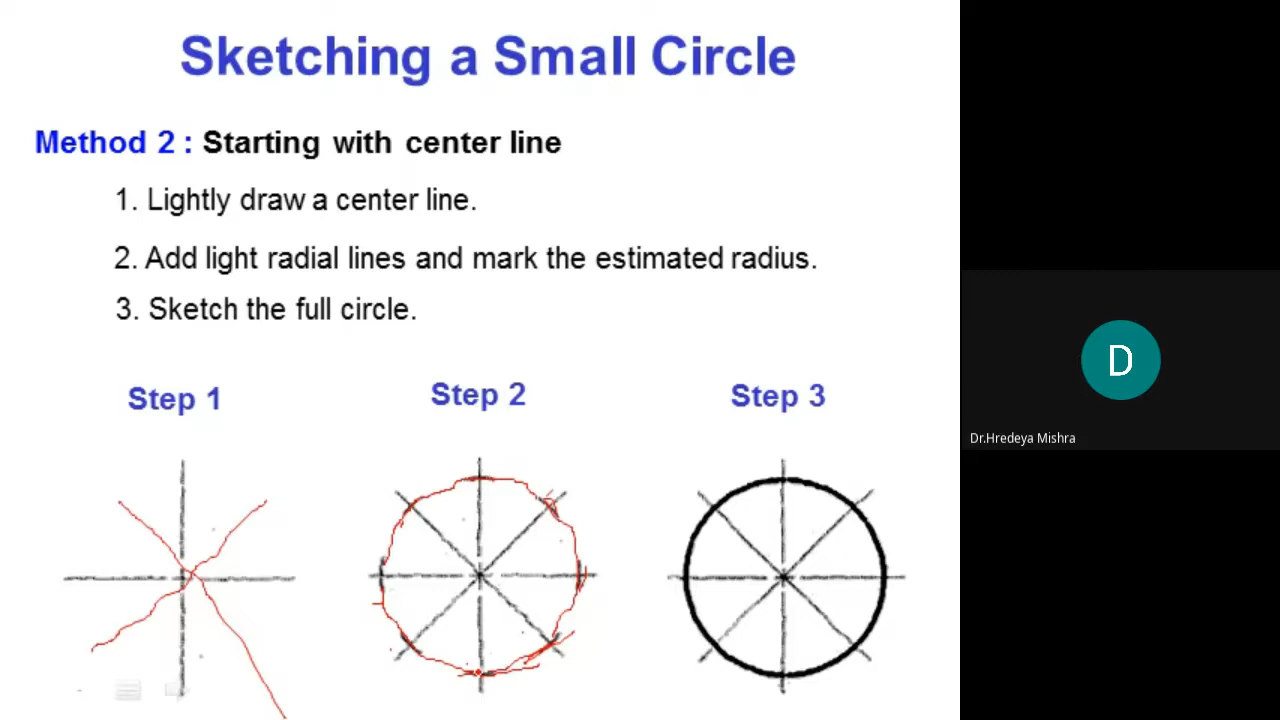 Sketching a Small Circle
Method 2 : Starting with center line
1. Lightly draw a center line.
2. Add light radial lines and mark the estimated radius.
3. Sketch the full circle.
Step 1
Step 2
Step 3
D
Dr.Hredeya Mishra